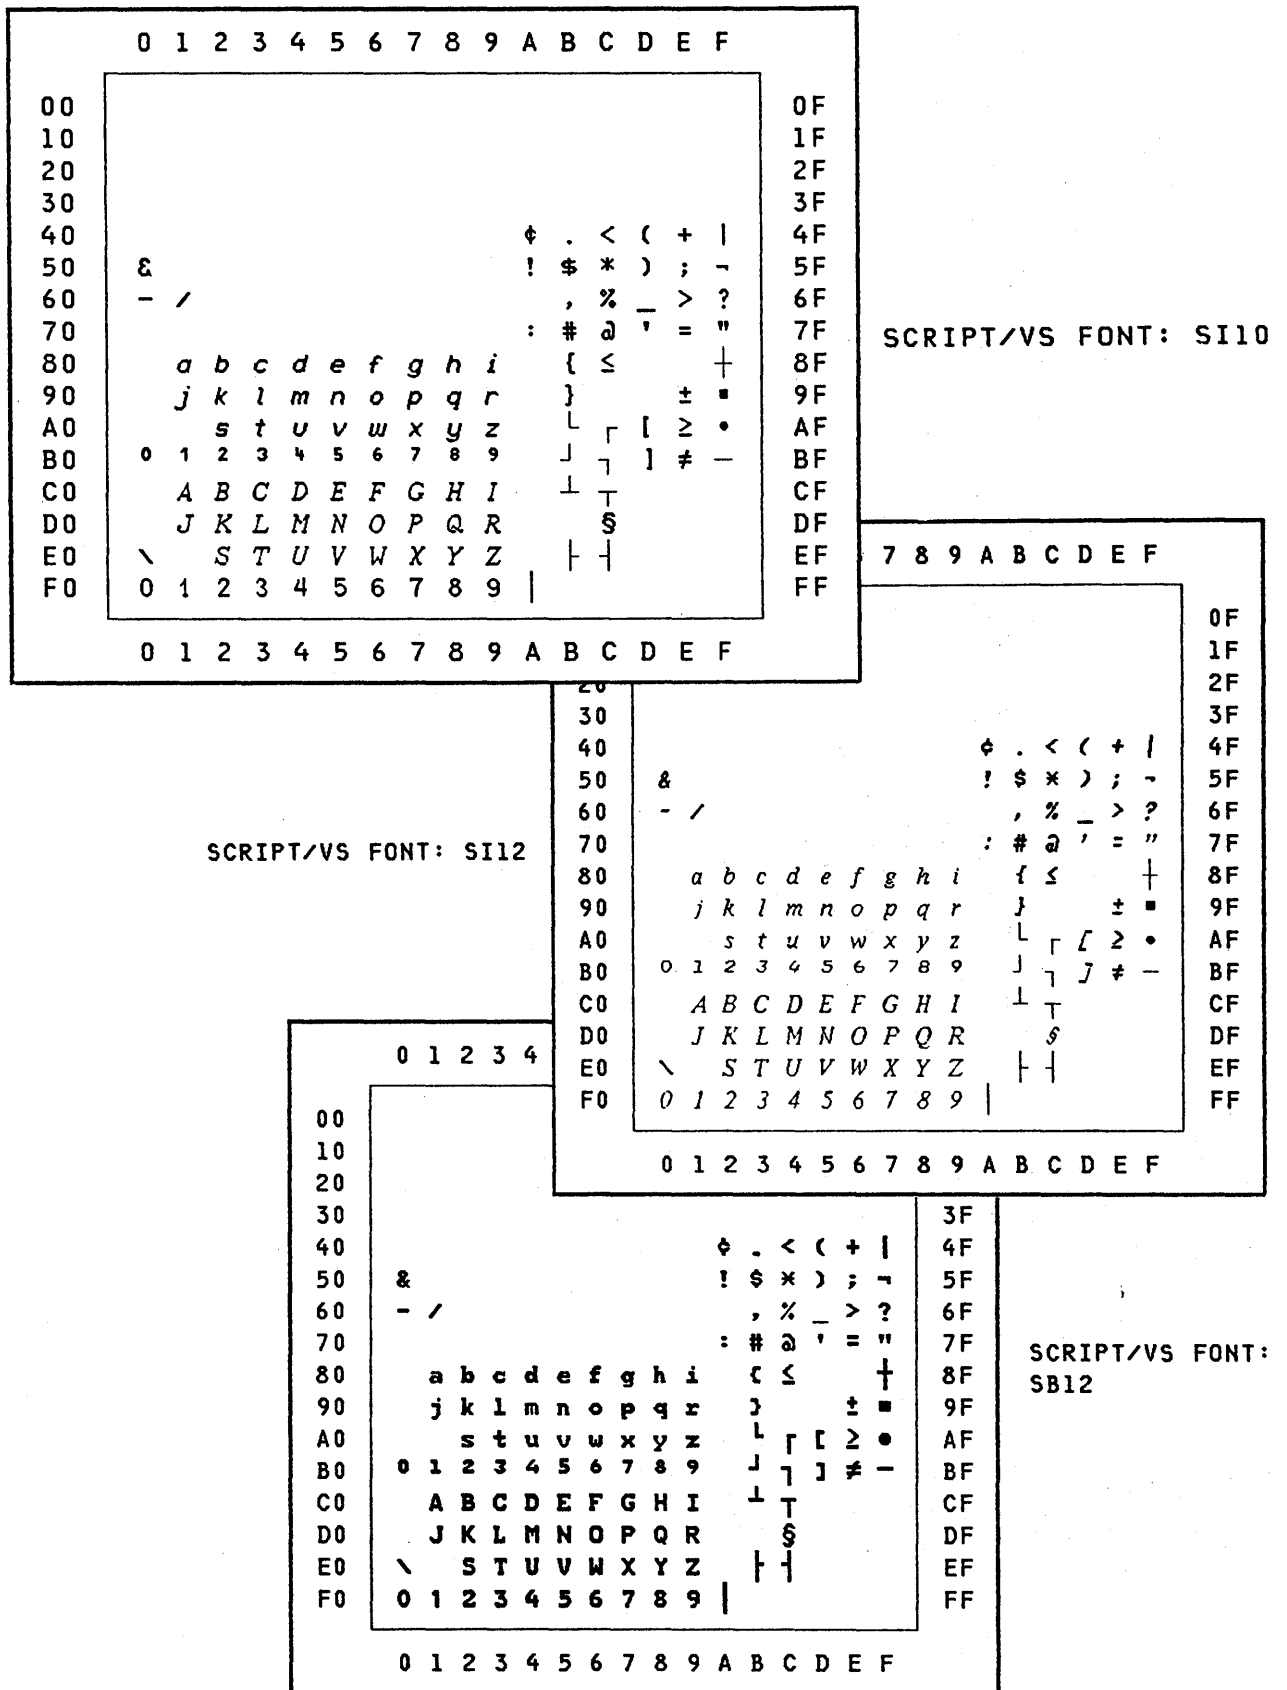 0 1 2 3 4 5 6 7 8 9 A B C D E F
00 0F
10 1F
20 2F
30 3F
40 ¢ . < ( + | 4F
50 & ! $ * ) ; ¬ 5F
60 - / , % _ > ? 6F
70 : # @ ' = " 7F
80 a b c d e f g h i { ≤ ┼ 8F
90 j k l m n o p q r } ± ■ 9F
A0 s t u v w x y z └ ┌ [ ≥ ● AF
B0 0 1 2 3 4 5 6 7 8 9 ┘ ┐ ] ≠ — BF
C0 A B C D E F G H I ┴ ┬ CF
D0 J K L M N O P Q R § DF
E0 \ S T U V W X Y Z ├ ┤ EF
F0 0 1 2 3 4 5 6 7 8 9 | FF
0 1 2 3 4 5 6 7 8 9 A B C D E F
SCRIPT/VS FONT: SI10
7 8 9 A B C D E F
0F
1F
20 2F
30 3F
40 ¢ . < ( + | 4F
50 & ! $ * ) ; ¬ 5F
60 - / , % _ > ? 6F
70 : # @ ' = " 7F
80 a b c d e f g h i { ≤ ┼ 8F
90 j k l m n o p q r } ± ■ 9F
A0 s t u v w x y z └ ┌ [ ≥ ● AF
B0 0 1 2 3 4 5 6 7 8 9 ┘ ┐ ] ≠ — BF
C0 A B C D E F G H I ┴ ┬ CF
D0 J K L M N O P Q R § DF
E0 \ S T U V W X Y Z ├ ┤ EF
F0 0 1 2 3 4 5 6 7 8 9 | FF
0 1 2 3 4 5 6 7 8 9 A B C D E F
SCRIPT/VS FONT: SI12
0 1 2 3 4
00
10
20
30 3F
40 ¢ . < ( + | 4F
50 & ! $ * ) ; ¬ 5F
60 - / , % _ > ? 6F
70 : # @ ' = " 7F
80 a b c d e f g h i { ≤ ┼ 8F
90 j k l m n o p q r } ± ■ 9F
A0 s t u v w x y z └ ┌ [ ≥ ● AF
B0 0 1 2 3 4 5 6 7 8 9 ┘ ┐ ] ≠ — BF
C0 A B C D E F G H I ┴ ┬ CF
D0 J K L M N O P Q R § DF
E0 \ S T U V W X Y Z ├ ┤ EF
F0 0 1 2 3 4 5 6 7 8 9 | FF
0 1 2 3 4 5 6 7 8 9 A B C D E F
SCRIPT/VS FONT:
SB12